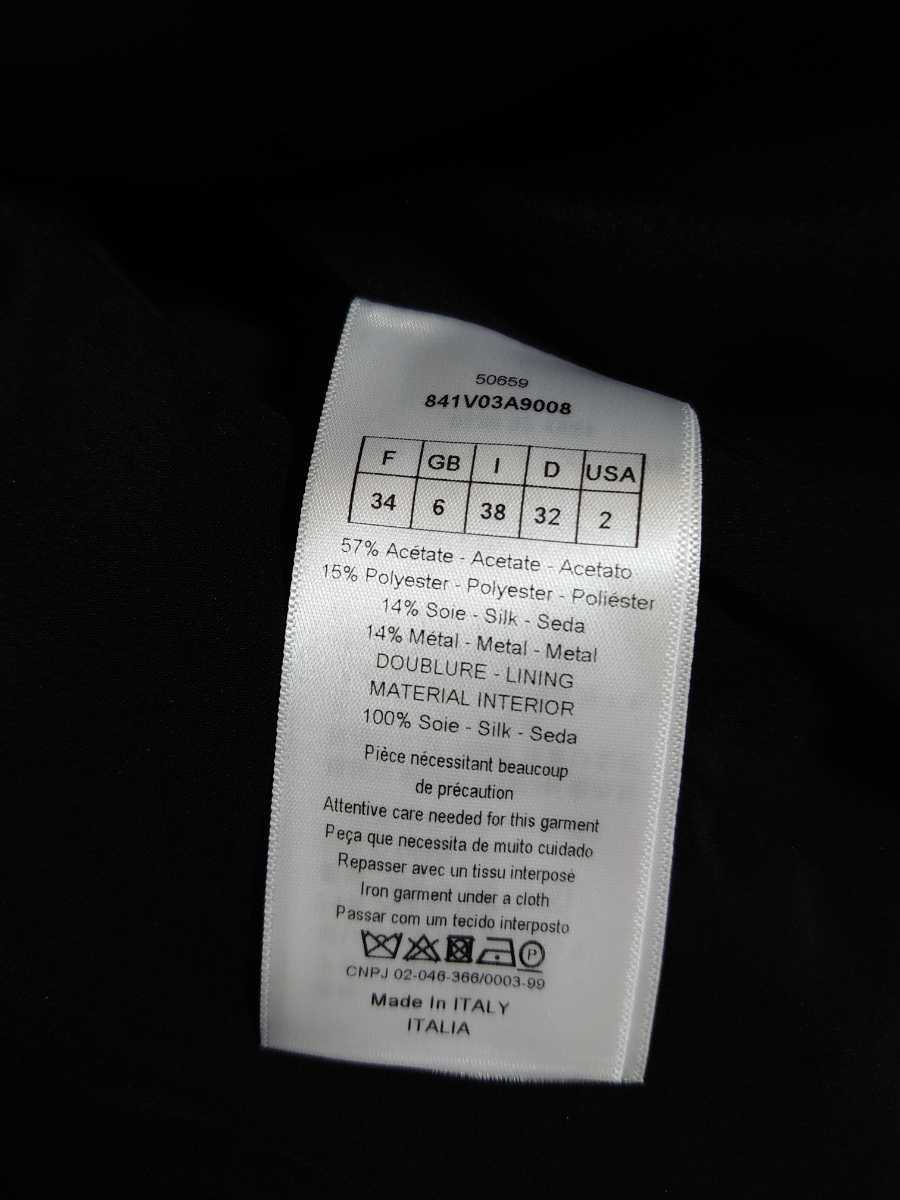 50659
841V03A9008
F GB I D USA
34 6 38 32 2
57% Acétate - Acetate - Acetato
15% Polyester - Polyester - Poliéster
14% Soie - Silk - Seda
14% Métal - Metal - Metal
DOUBLURE - LINING
MATERIAL INTERIOR
100% Soie - Silk - Seda
Pièce nécessitant beaucoup
de précaution
Attentive care needed for this garment
Peça que necessita de muito cuidado
Repasser avec un tissu interposé
Iron garment under a cloth
Passar com um tecido interposto
P
CNPJ 02-046-366/0003-99
Made In ITALY
ITALIA